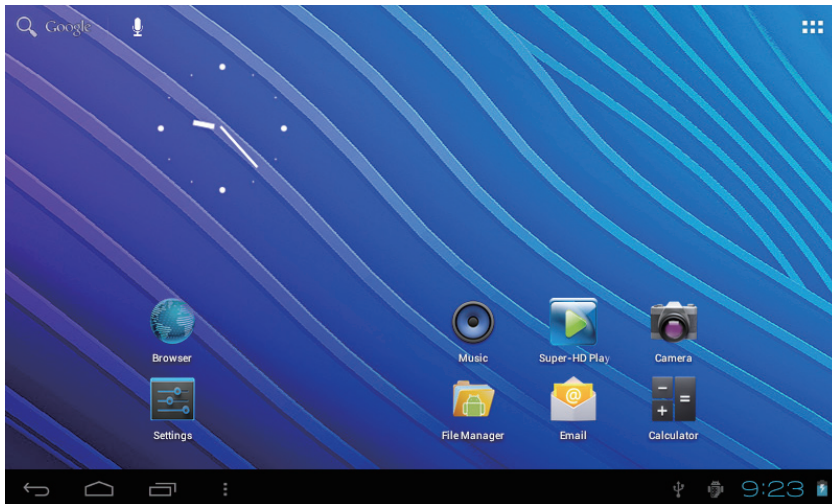 Google
Browser
Music
Super-HD Play
Camera
Settings
File Manager
Email
Calculator
9:23